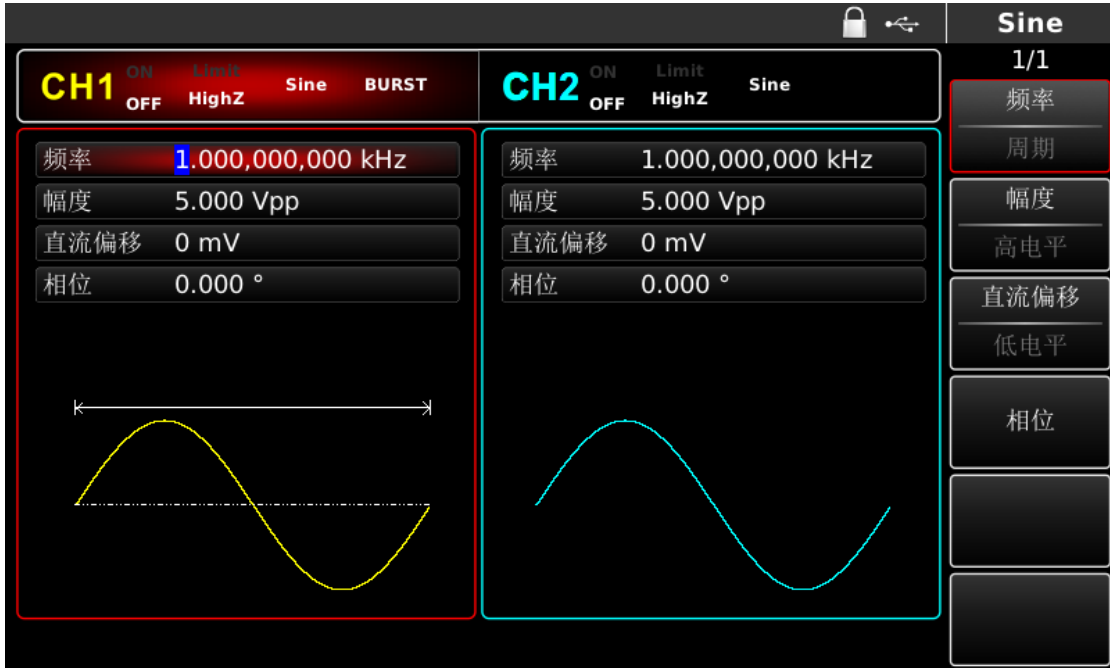 Sine
1/1
CH1 ON OFF Limit HighZ Sine BURST
CH2 ON OFF Limit HighZ Sine
频率 1.000,000,000 kHz
幅度 5.000 Vpp
直流偏移 0 mV
相位 0.000 °
频率 1.000,000,000 kHz
幅度 5.000 Vpp
直流偏移 0 mV
相位 0.000 °
频率
周期
幅度
高电平
直流偏移
低电平
相位